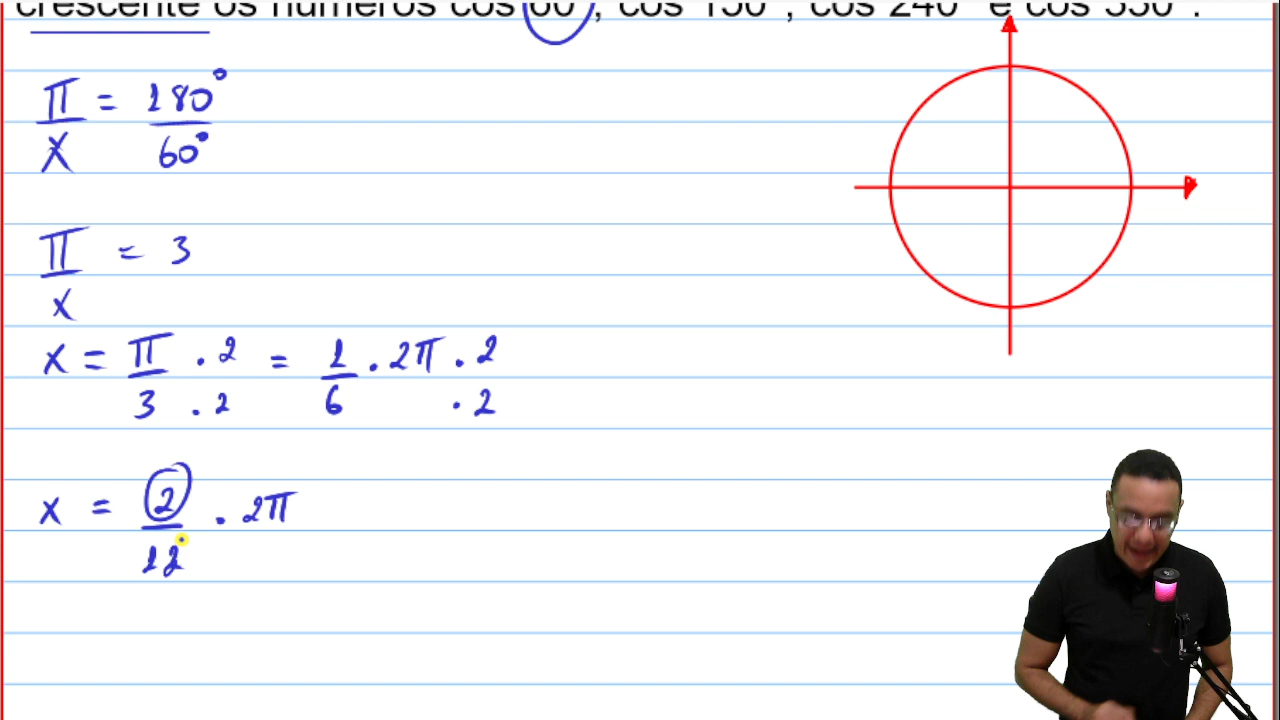 crescente os números cos 60°, cos 150°, cos 240° e cos 330°.
π/x = 180°/60°
π/x = 3
x = π/3 . 2/. 2 = 1/6 . 2π . 2/. 2
x = 2/12 . 2π